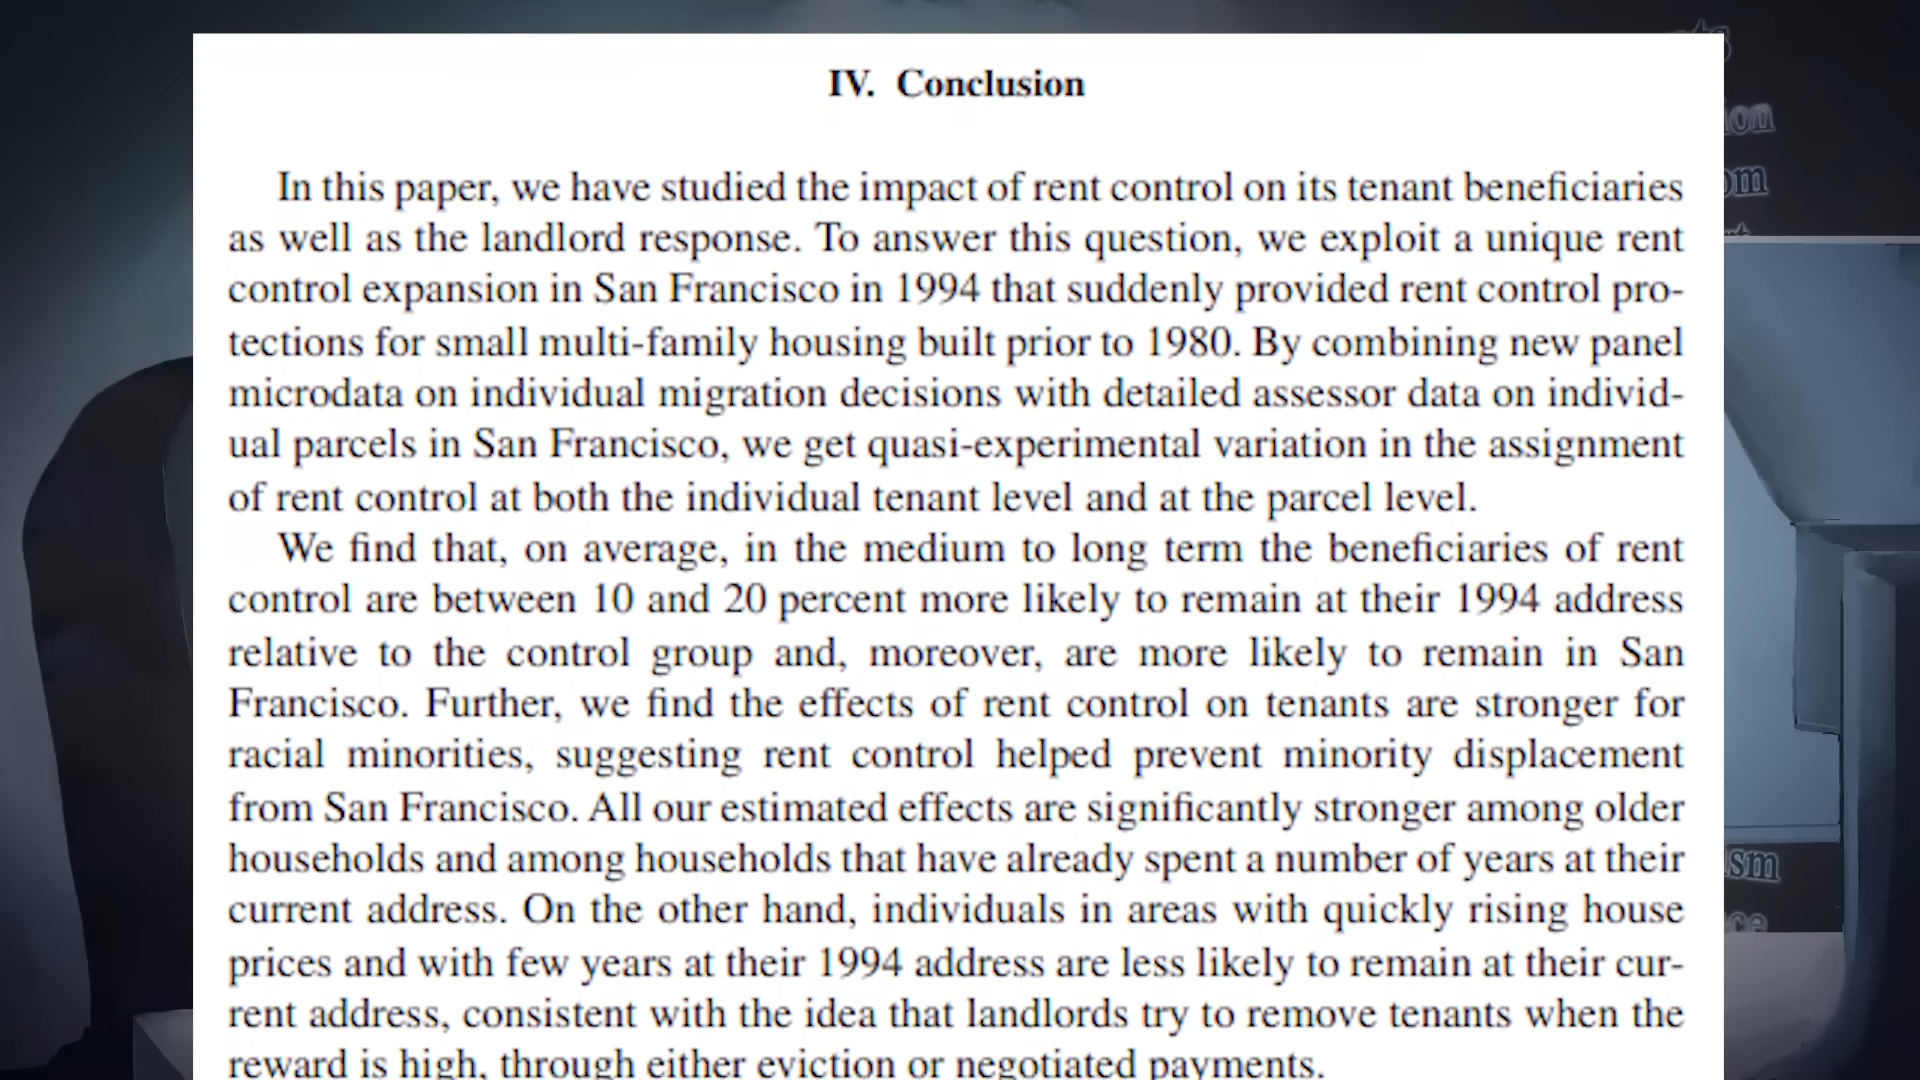 IV. Conclusion
In this paper, we have studied the impact of rent control on its tenant beneficiaries
as well as the landlord response. To answer this question, we exploit a unique rent
control expansion in San Francisco in 1994 that suddenly provided rent control pro-
tections for small multi-family housing built prior to 1980. By combining new panel
microdata on individual migration decisions with detailed assessor data on individ-
ual parcels in San Francisco, we get quasi-experimental variation in the assignment
of rent control at both the individual tenant level and at the parcel level.
We find that, on average, in the medium to long term the beneficiaries of rent
control are between 10 and 20 percent more likely to remain at their 1994 address
relative to the control group and, moreover, are more likely to remain in San
Francisco. Further, we find the effects of rent control on tenants are stronger for
racial minorities, suggesting rent control helped prevent minority displacement
from San Francisco. All our estimated effects are significantly stronger among older
households and among households that have already spent a number of years at their
current address. On the other hand, individuals in areas with quickly rising house
prices and with few years at their 1994 address are less likely to remain at their cur-
rent address, consistent with the idea that landlords try to remove tenants when the
reward is high, through either eviction or negotiated payments.